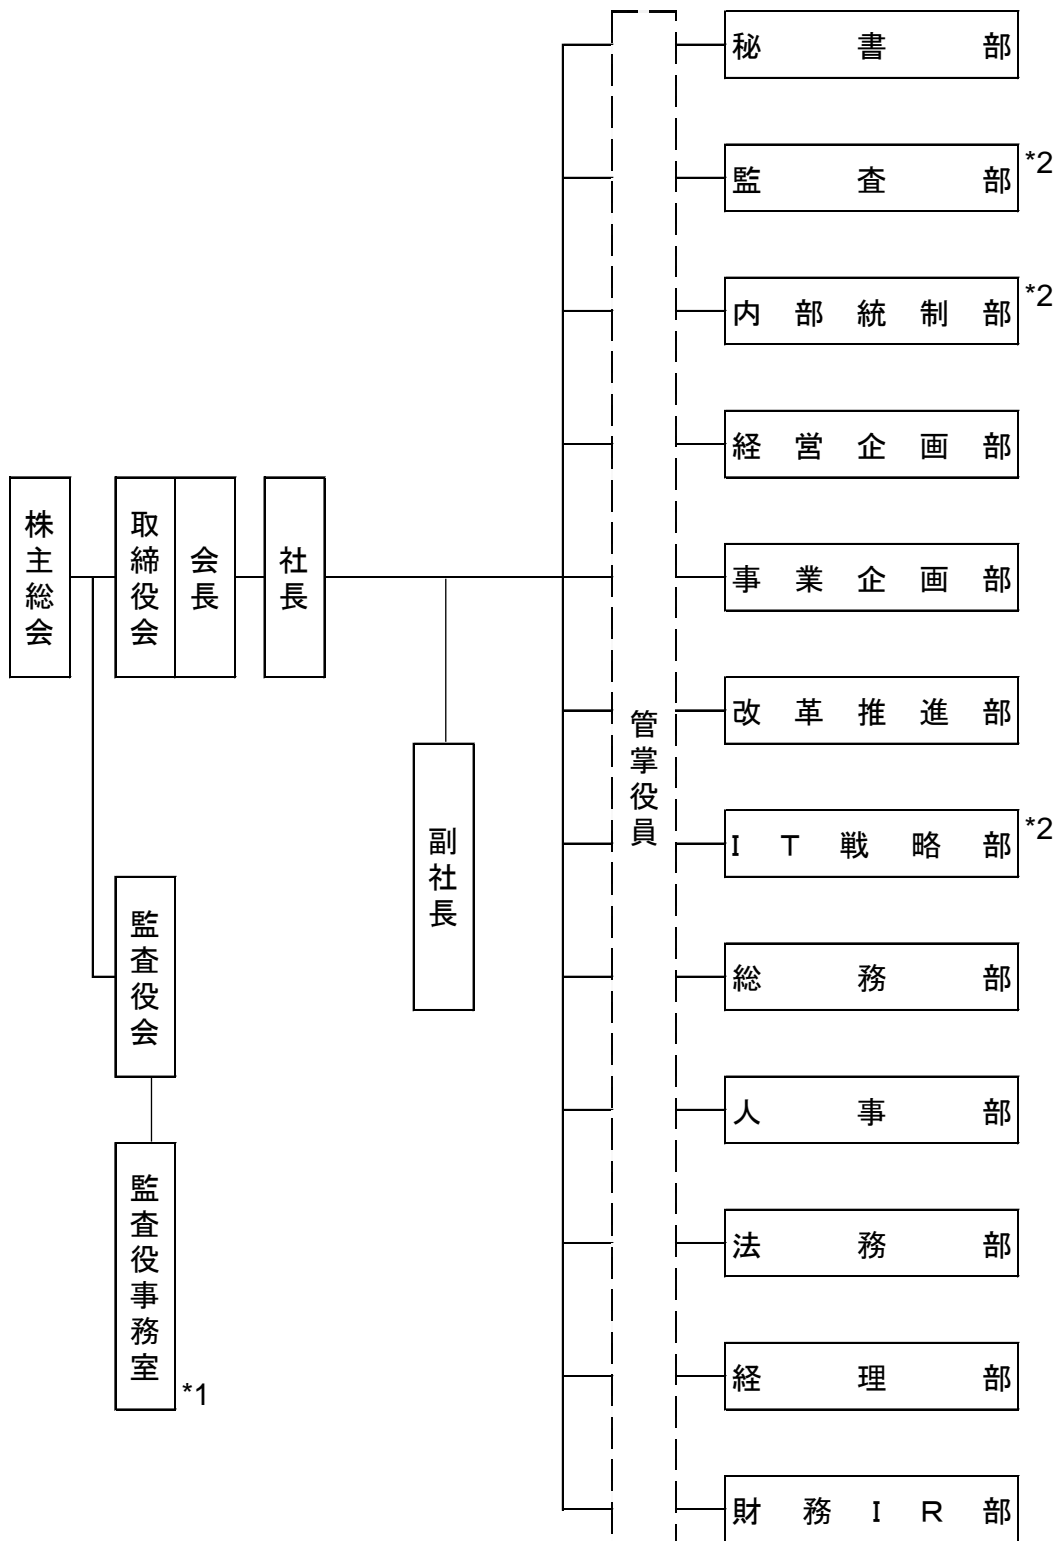 株主総会
取締役会
会長
社長
副社長
監査役会
監査役事務室
*1
管掌役員
秘書部
監査部
*2
内部統制部
*2
経営企画部
事業企画部
改革推進部
IT戦略部
*2
総務部
人事部
法務部
経理部
財務IR部